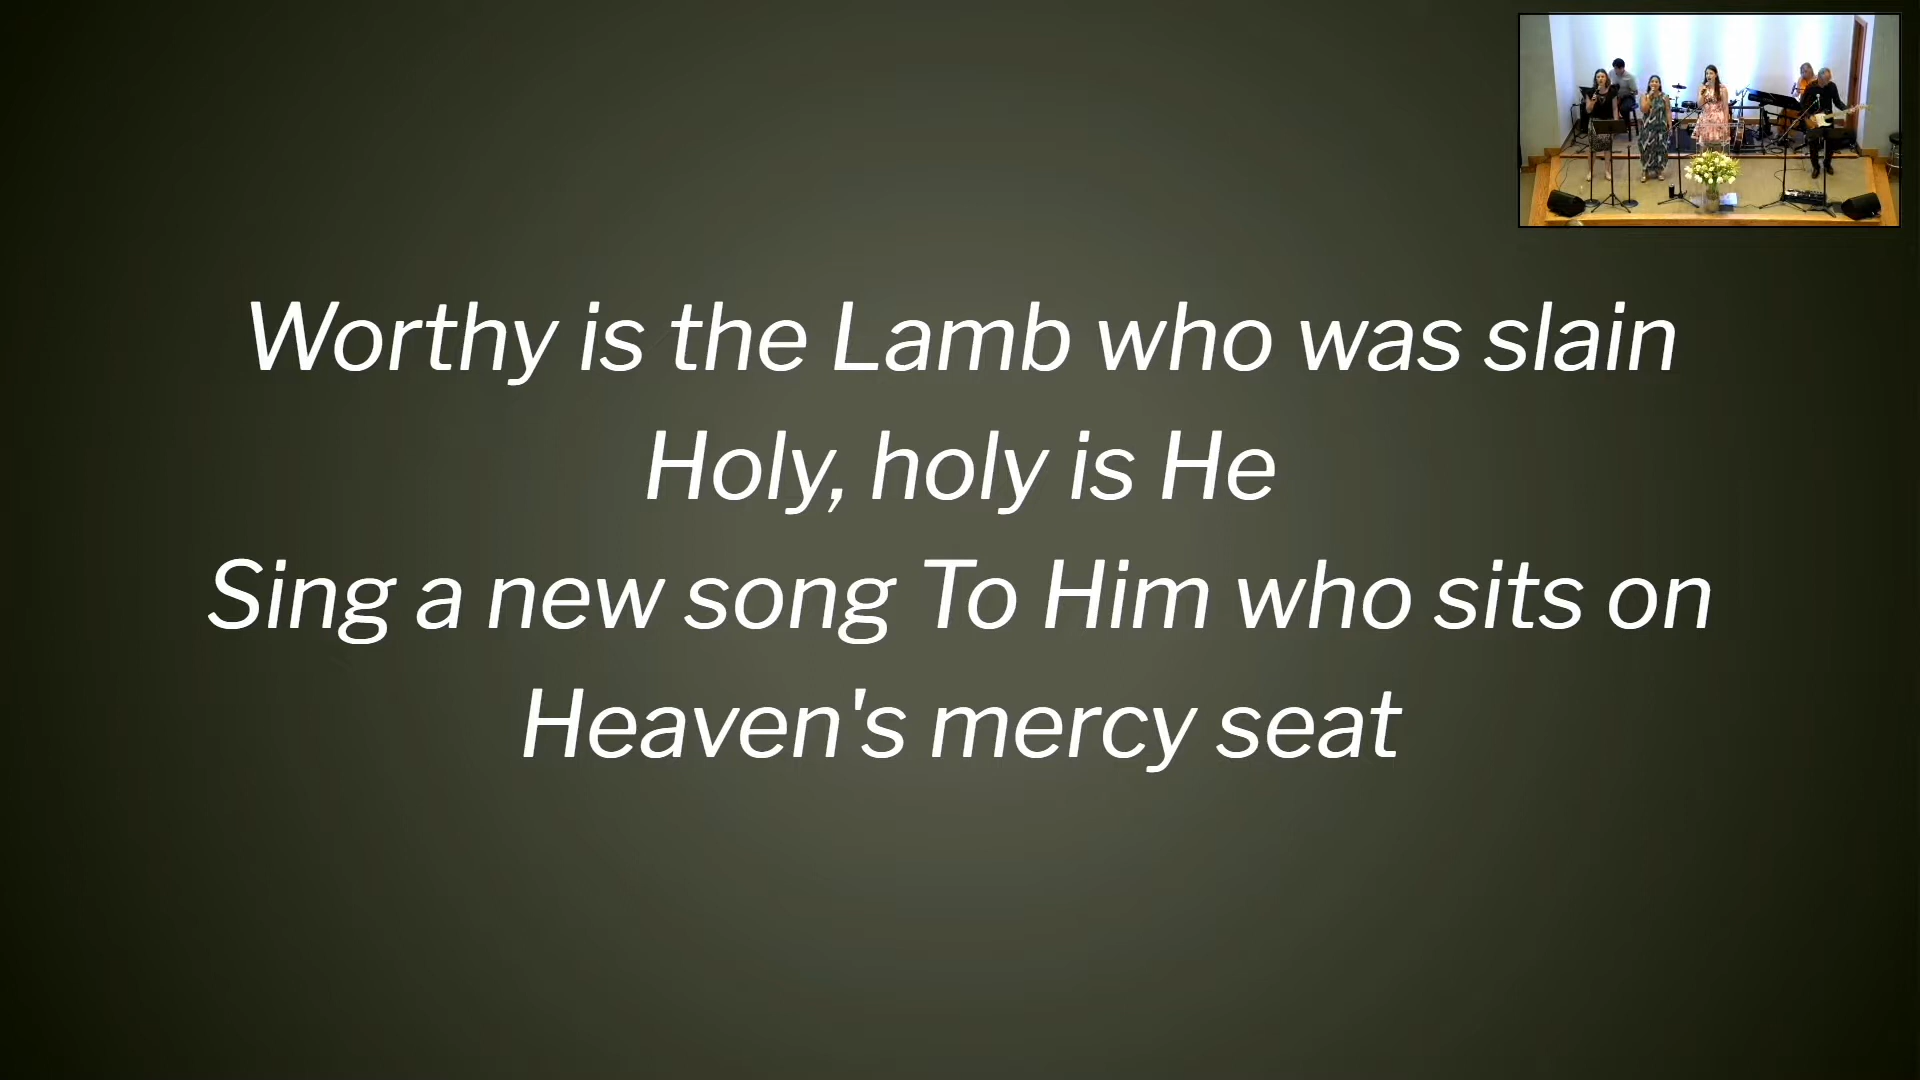 Worthy is the Lamb who was slain
Holy, holy is He
Sing a new song To Him who sits on
Heaven's mercy seat